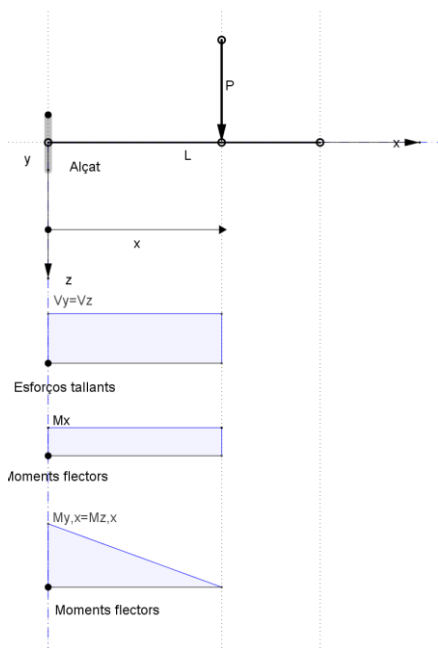 P
L
x
y
Alçat
x
z
Vy=Vz
Esforços tallants
Mx
Moments flectors
My,x=Mz,x
Moments flectors